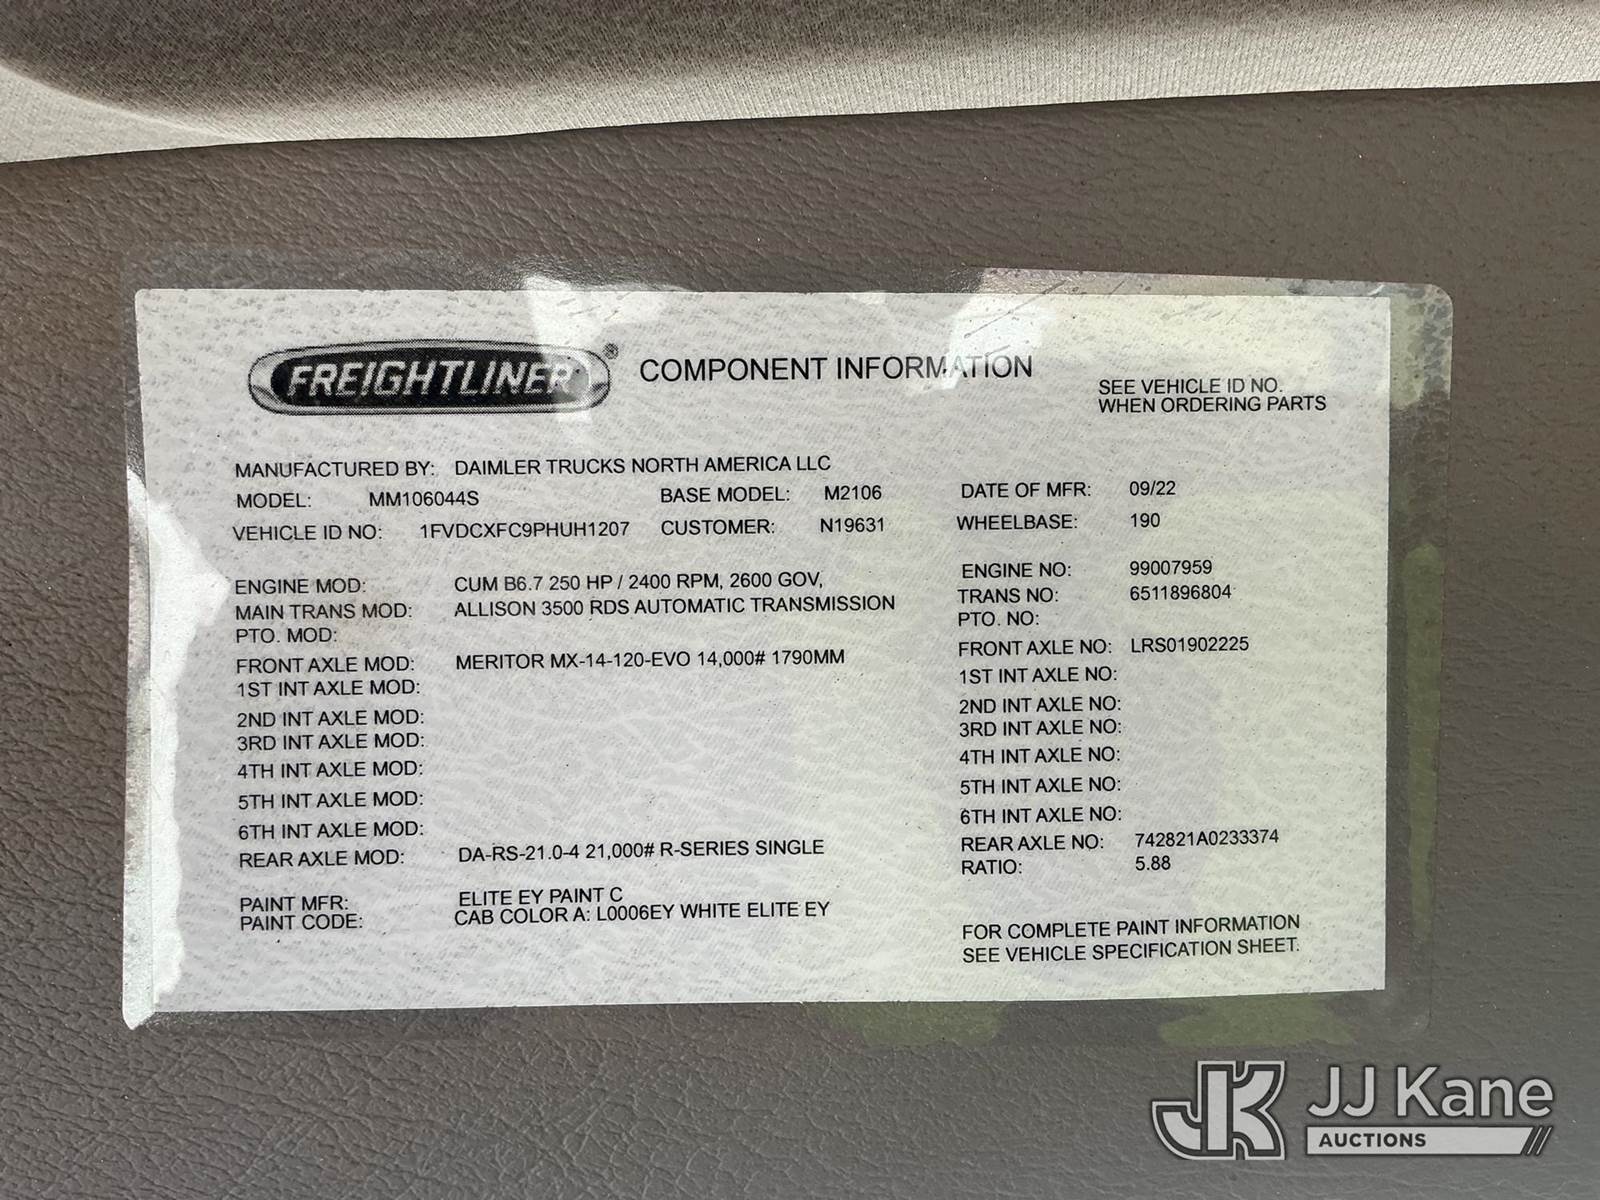 FREIGHTLINER® COMPONENT INFORMATION
SEE VEHICLE ID NO.
WHEN ORDERING PARTS
MANUFACTURED BY: DAIMLER TRUCKS NORTH AMERICA LLC
MODEL: MM106044S BASE MODEL: M2106 DATE OF MFR: 09/22
VEHICLE ID NO: 1FVDCXFC9PHUH1207 CUSTOMER: N19631 WHEELBASE: 190
ENGINE MOD: CUM B6.7 250 HP / 2400 RPM, 2600 GOV, ENGINE NO: 99007959
MAIN TRANS MOD: ALLISON 3500 RDS AUTOMATIC TRANSMISSION TRANS NO: 6511896804
PTO. MOD: PTO. NO:
FRONT AXLE MOD: MERITOR MX-14-120-EVO 14,000# 1790MM FRONT AXLE NO: LRS01902225
1ST INT AXLE MOD: 1ST INT AXLE NO:
2ND INT AXLE MOD: 2ND INT AXLE NO:
3RD INT AXLE MOD: 3RD INT AXLE NO:
4TH INT AXLE MOD: 4TH INT AXLE NO:
5TH INT AXLE MOD: 5TH INT AXLE NO:
6TH INT AXLE MOD: 6TH INT AXLE NO:
REAR AXLE MOD: DA-RS-21.0-4 21,000# R-SERIES SINGLE REAR AXLE NO: 742821A0233374
RATIO: 5.88
PAINT MFR: ELITE EY PAINT C
PAINT CODE: CAB COLOR A: L0006EY WHITE ELITE EY
FOR COMPLETE PAINT INFORMATION
SEE VEHICLE SPECIFICATION SHEET.
JK JJ Kane
AUCTIONS